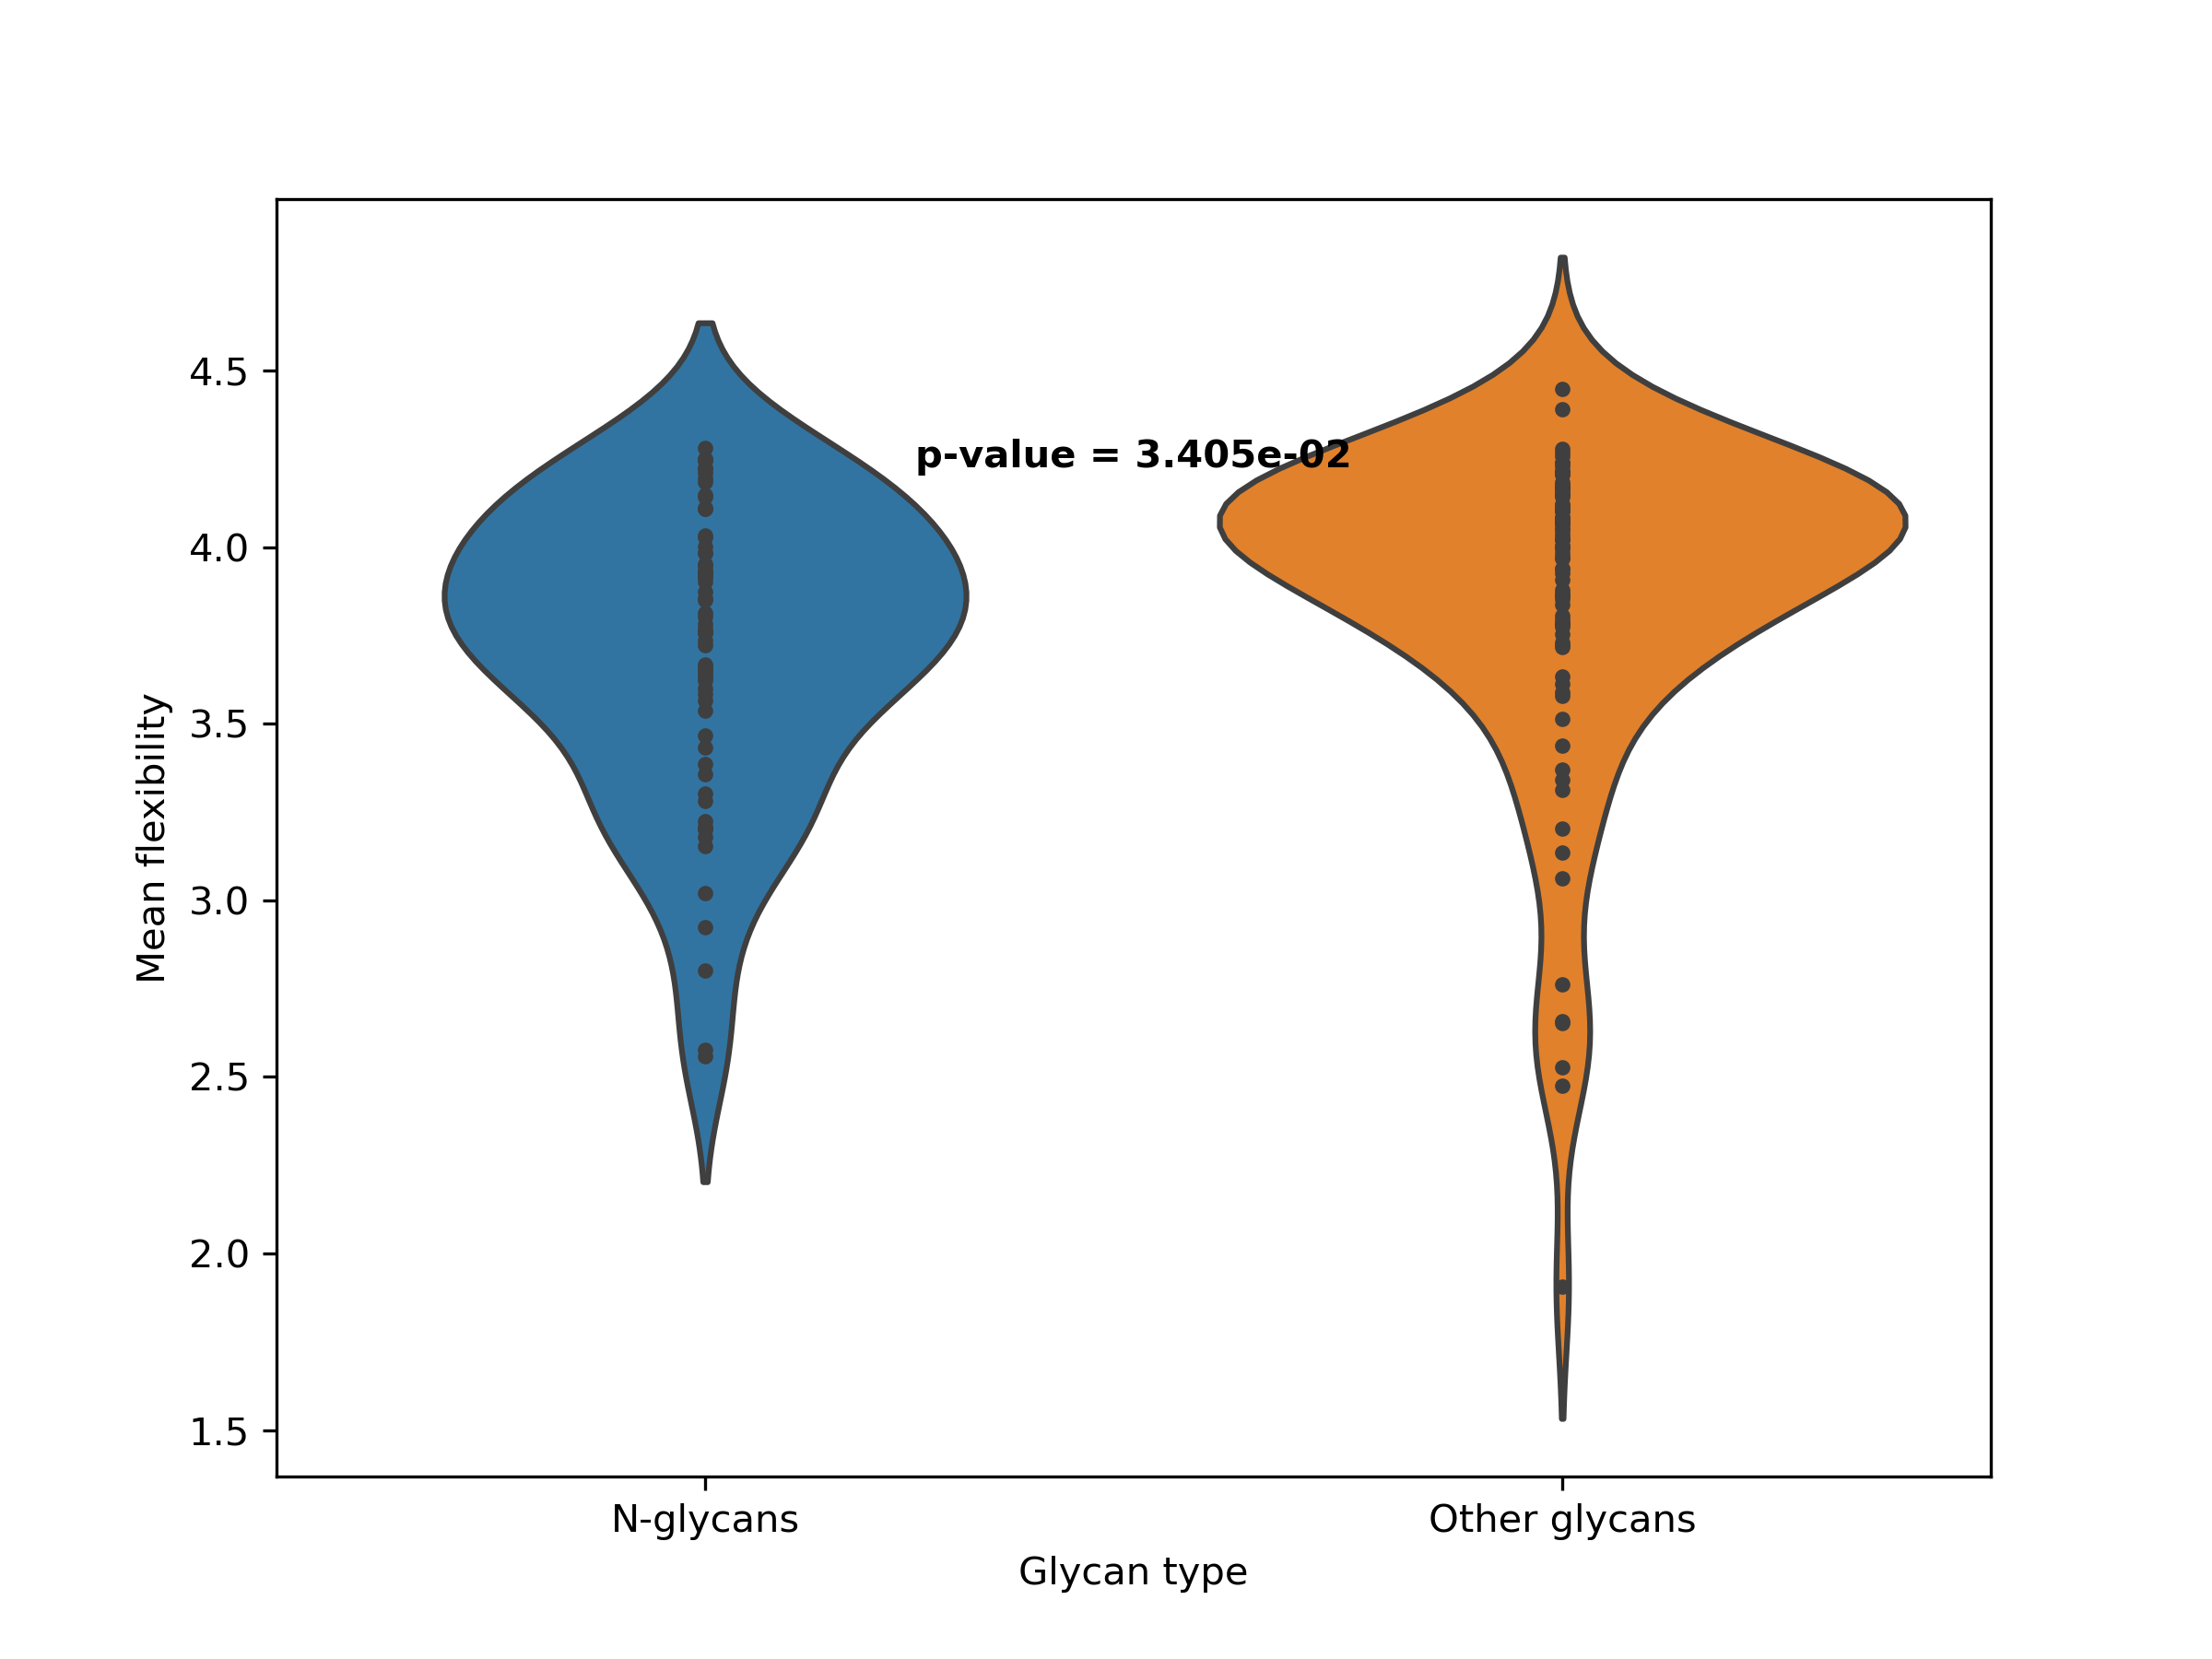 p-value = 3.405e-02
4.5
4.0
3.5
3.0
2.5
2.0
1.5
Mean flexibility
N-glycans
Other glycans
Glycan type